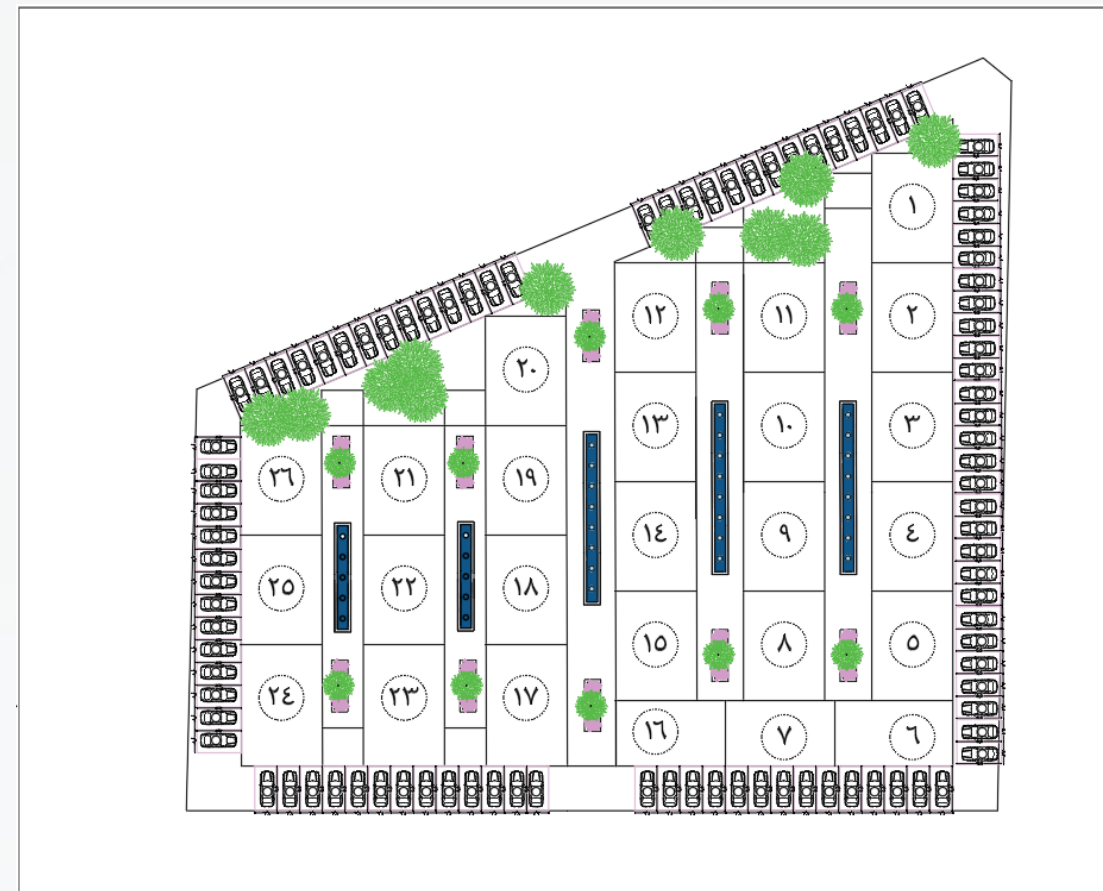 ١
١٢ ١١ ٢
٢٠
١٣ ١٠ ٣
٢٦ ٢١ ١٩
١٤ ٩ ٤
٢٥ ٢٢ ١٨
١٥ ٨ ٥
٢٤ ٢٣ ١٧
١٦ ٧ ٦